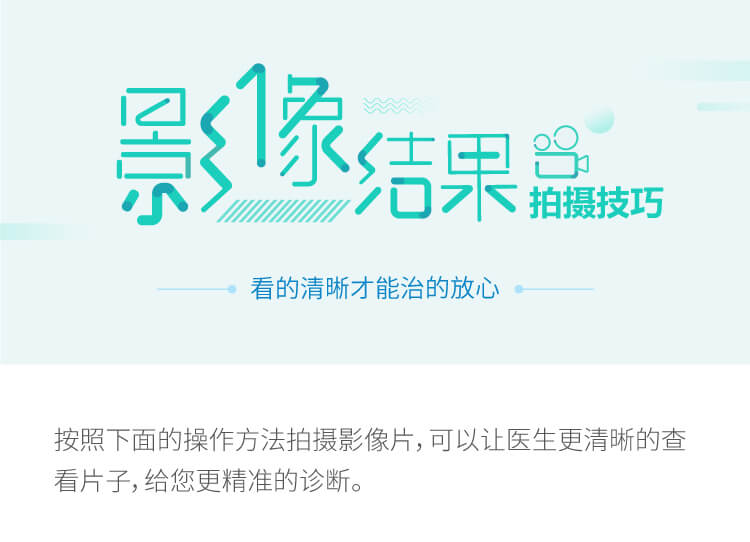 影像结果拍摄技巧
看的清晰才能治的放心
按照下面的操作方法拍摄影像片，可以让医生更清晰的查
看片子，给您更精准的诊断。